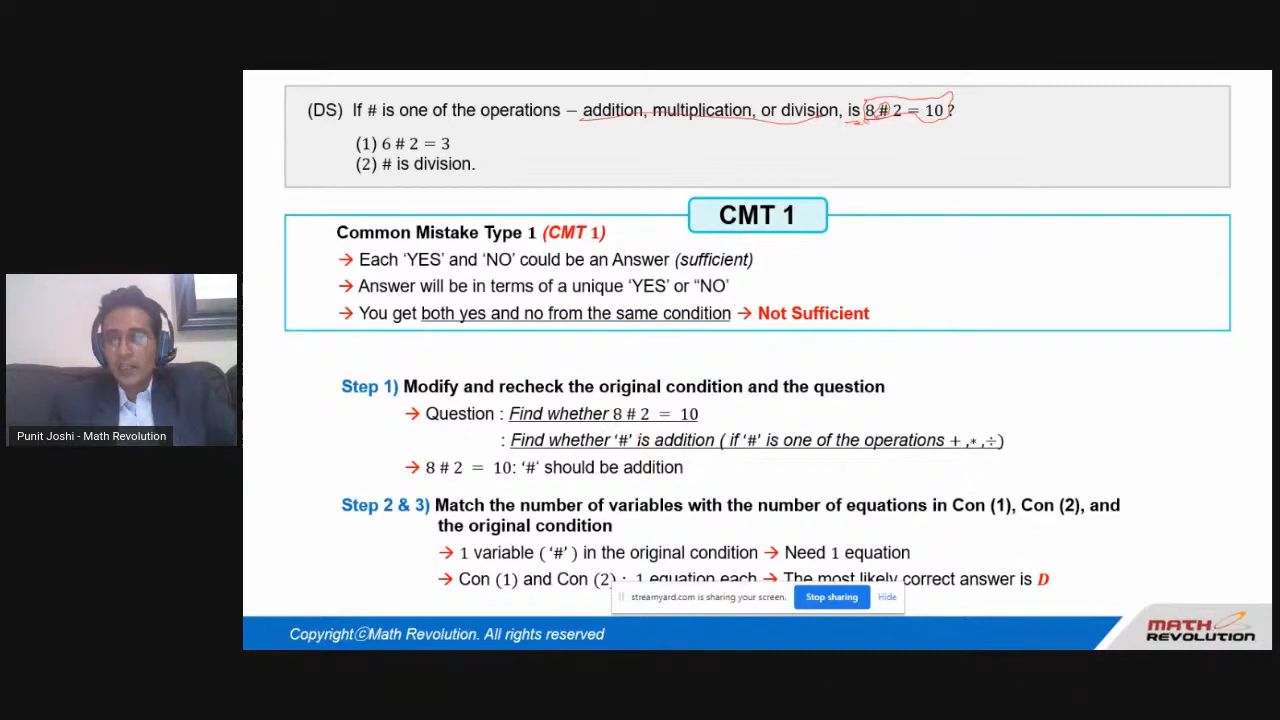 (DS) If # is one of the operations – addition, multiplication, or division, is 8 # 2 = 10 ?
(1) 6 # 2 = 3
(2) # is division.
CMT 1
Common Mistake Type 1 (CMT 1)
→ Each ‘YES’ and ‘NO’ could be an Answer (sufficient)
→ Answer will be in terms of a unique ‘YES’ or “NO’
→ You get both yes and no from the same condition → Not Sufficient
Step 1) Modify and recheck the original condition and the question
→ Question : Find whether 8 # 2 = 10
: Find whether ‘#’ is addition ( if ‘#’ is one of the operations + ,* ,÷)
→ 8 # 2 = 10: ‘#‘ should be addition
Step 2 & 3) Match the number of variables with the number of equations in Con (1), Con (2), and
the original condition
→ 1 variable ( ‘#’ ) in the original condition → Need 1 equation
→ Con (1) and Con (2) : 1 equation each → The most likely correct answer is D
streamyard.com is sharing your screen. Stop sharing Hide
Punit Joshi - Math Revolution
CopyrightⓒMath Revolution. All rights reserved
MATH
REVOLUTION